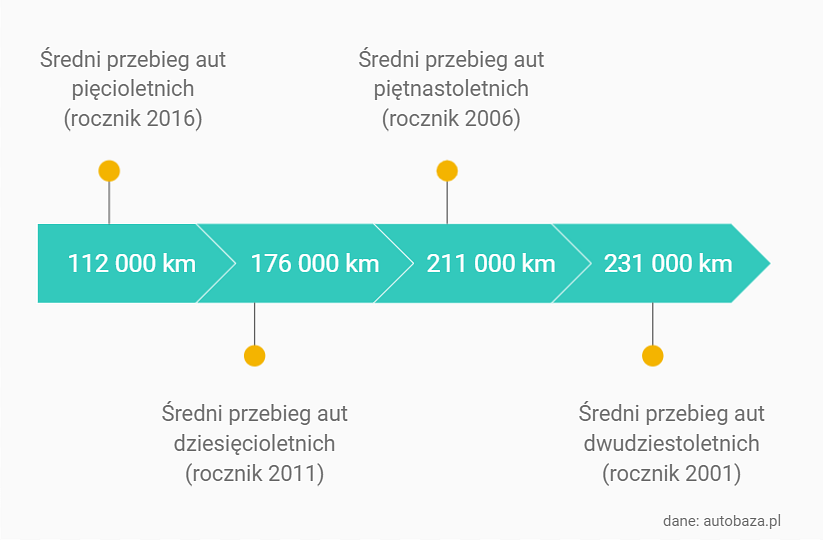 Średni przebieg aut
pięcioletnich
(rocznik 2016)
Średni przebieg aut
piętnastoletnich
(rocznik 2006)
112 000 km
176 000 km
211 000 km
231 000 km
Średni przebieg aut
dziesięcioletnich
(rocznik 2011)
Średni przebieg aut
dwudziestoletnich
(rocznik 2001)
dane: autobaza.pl